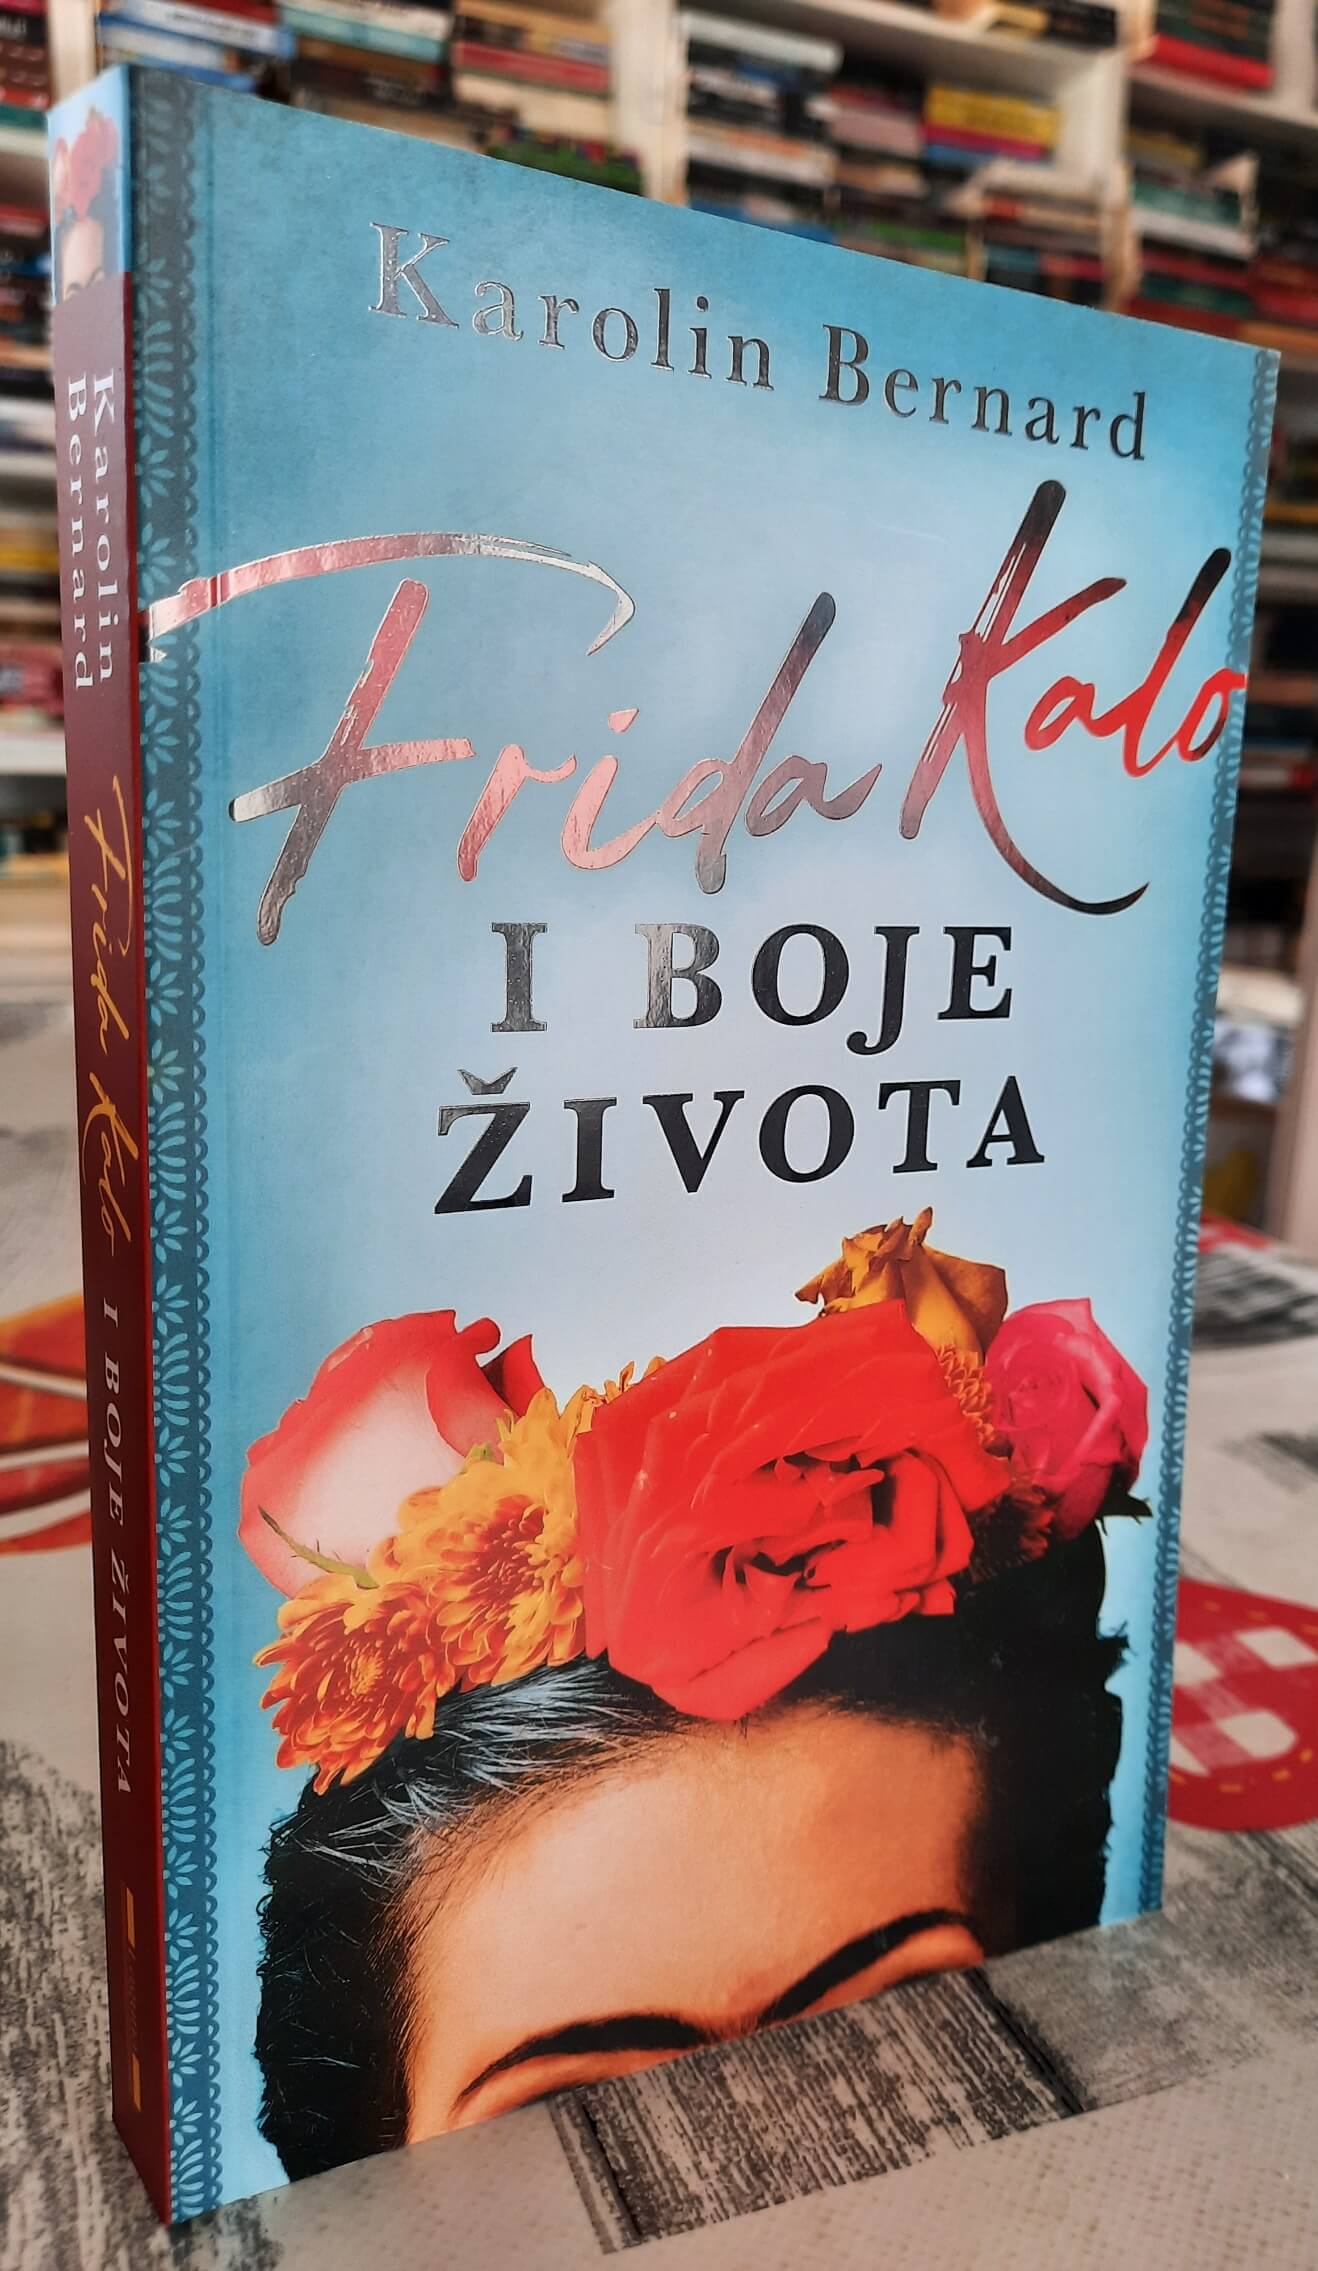 Karolin Bernard
Frida Kalo
I BOJE
ŽIVOTA
Karolin
Bernard
Frida Kalo I BOJE ŽIVOTA